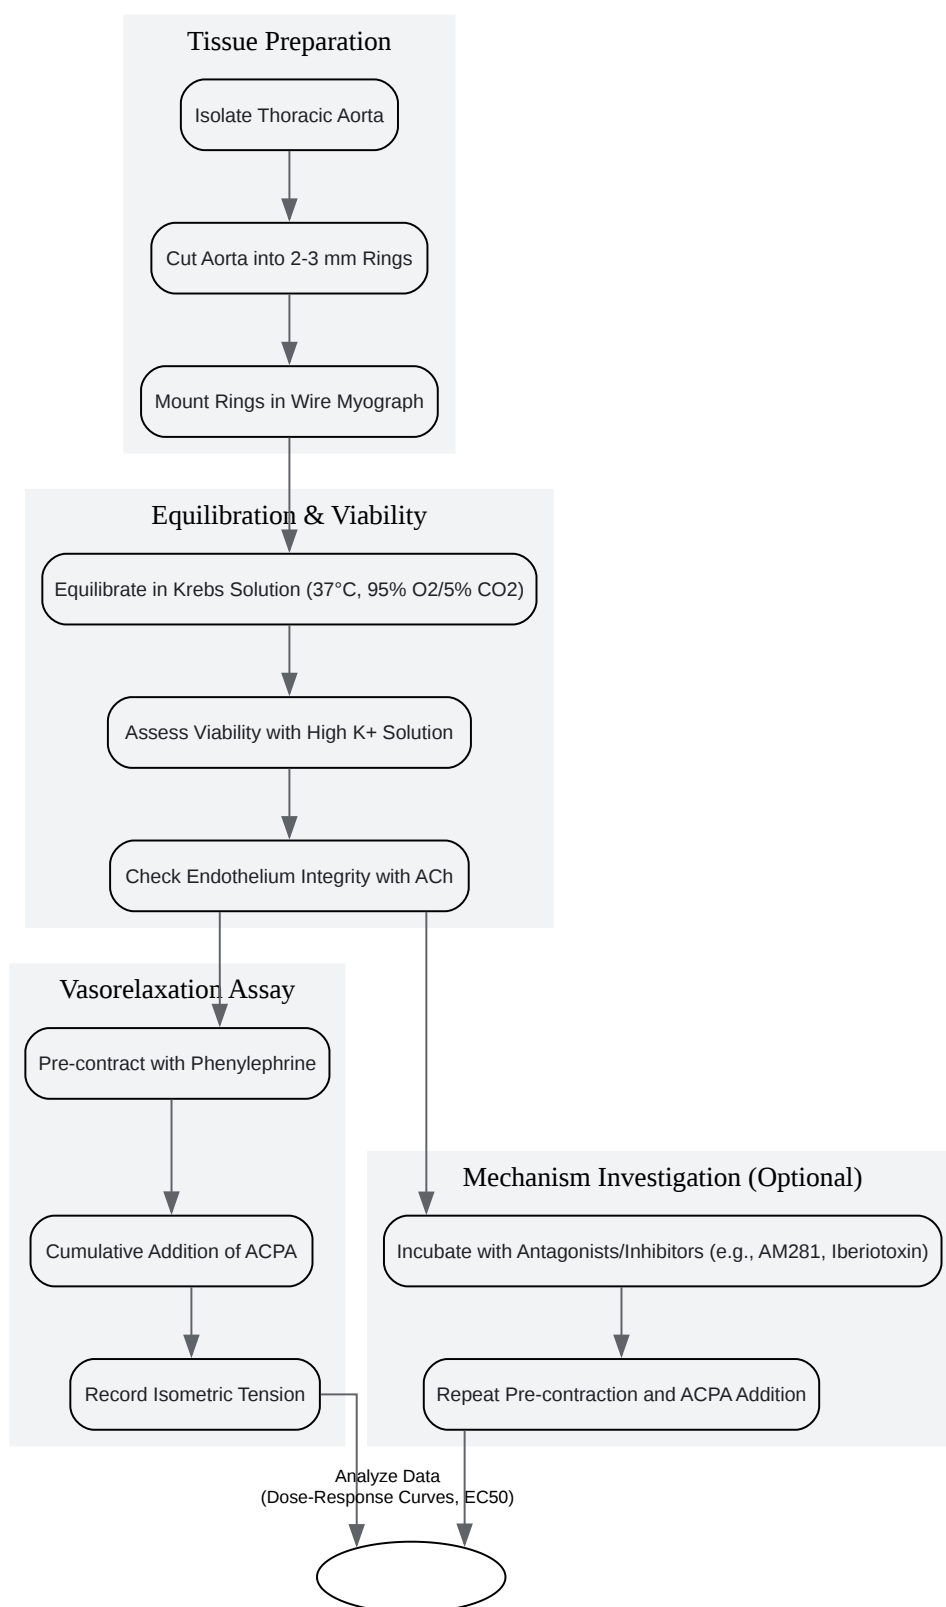 Tissue Preparation
Isolate Thoracic Aorta
Cut Aorta into 2-3 mm Rings
Mount Rings in Wire Myograph
Equilibration & Viability
Equilibrate in Krebs Solution (37°C, 95% O2/5% CO2)
Assess Viability with High K+ Solution
Check Endothelium Integrity with ACh
Vasorelaxation Assay
Pre-contract with Phenylephrine
Cumulative Addition of ACPA
Record Isometric Tension
Mechanism Investigation (Optional)
Incubate with Antagonists/Inhibitors (e.g., AM281, Iberiotoxin)
Repeat Pre-contraction and ACPA Addition
Analyze Data
(Dose-Response Curves, EC50)